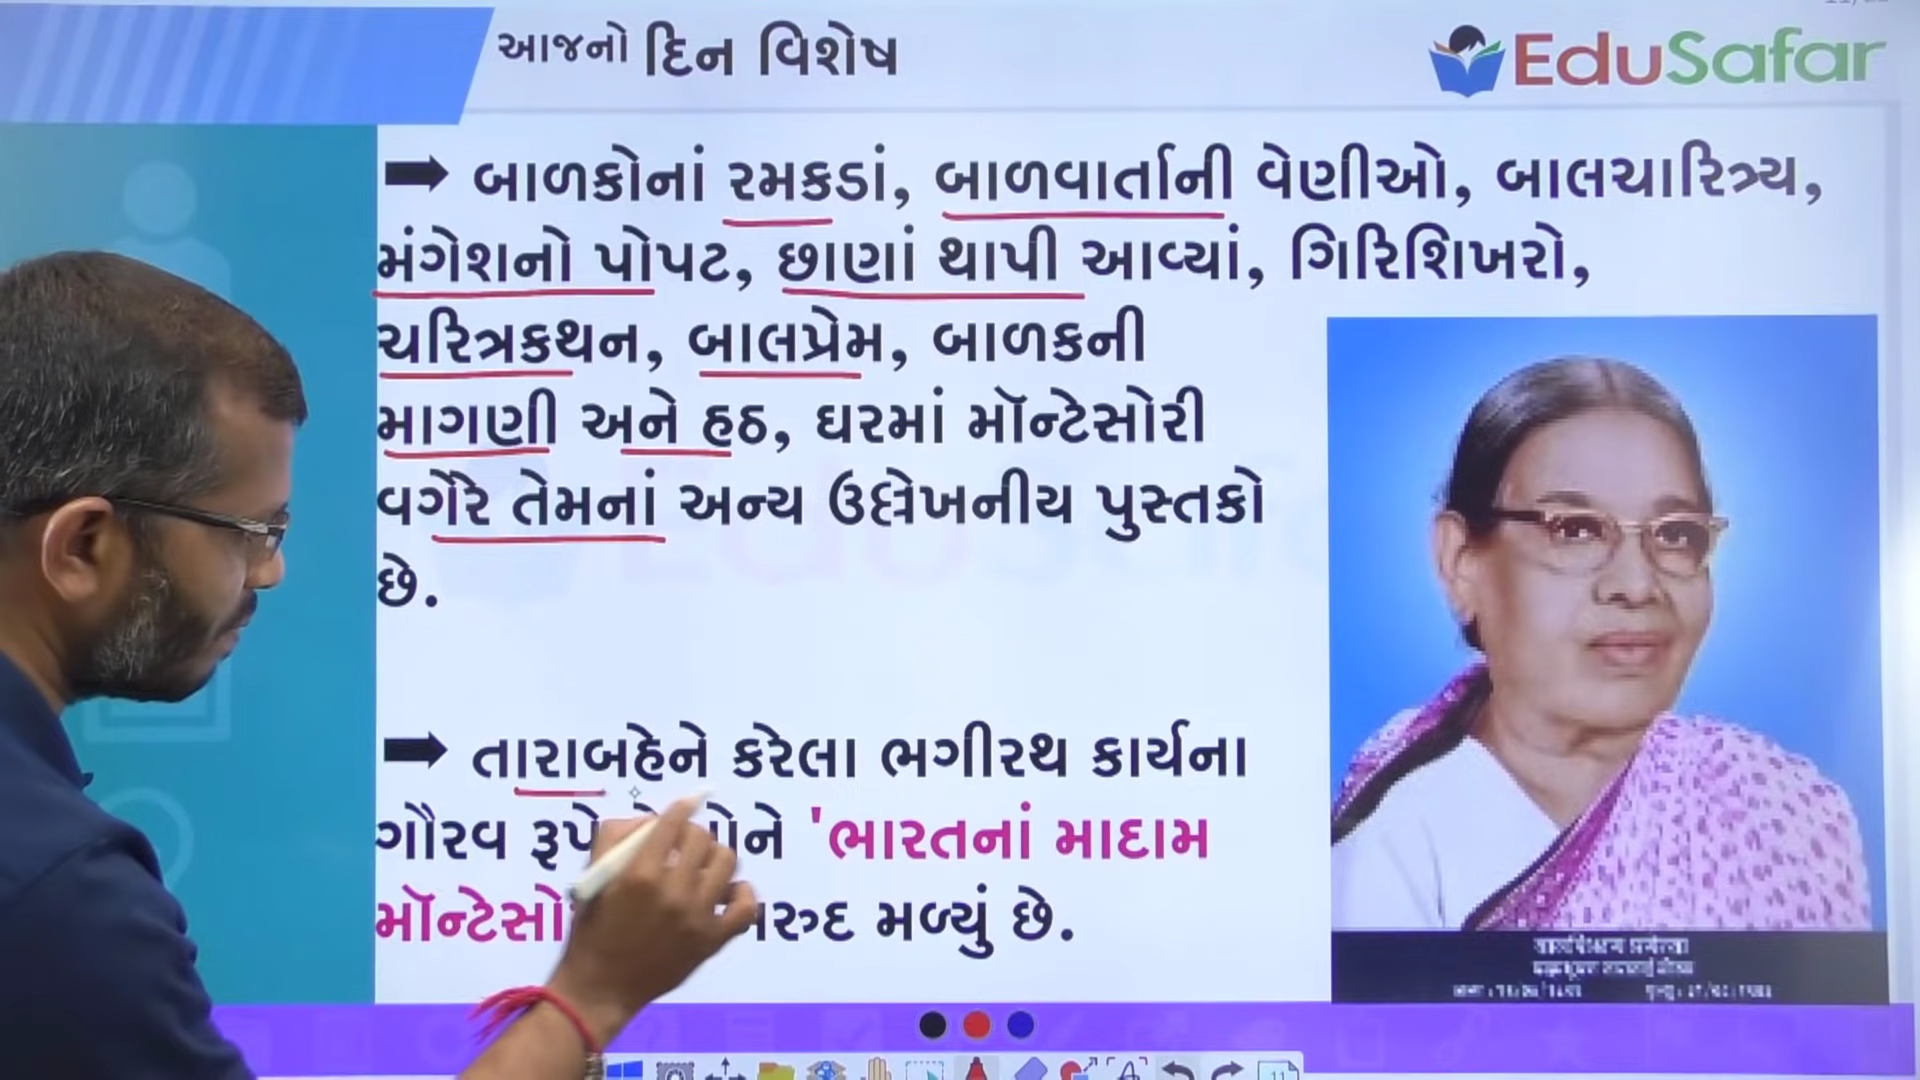 આજનો દિન વિશેષ
EduSafar
➡ બાળકોનાં રમકડાં, બાળવાર્તાની વેણીઓ, બાલચારિત્ર્ય,
મંગેશનો પોપટ, છાણાં થાપી આવ્યાં, ગિરિશિખરો,
ચરિત્રકથન, બાલપ્રેમ, બાળકની
માગણી અને હઠ, ઘરમાં મૉન્ટેસોરી
વગેરે તેમનાં અન્ય ઉલ્લેખનીય પુસ્તકો
છે.
➡ તારાબહેને કરેલા ભગીરથ કાર્યના
ગૌરવ રૂપે 'ભારતનાં માદામ
મળ્યું છે.